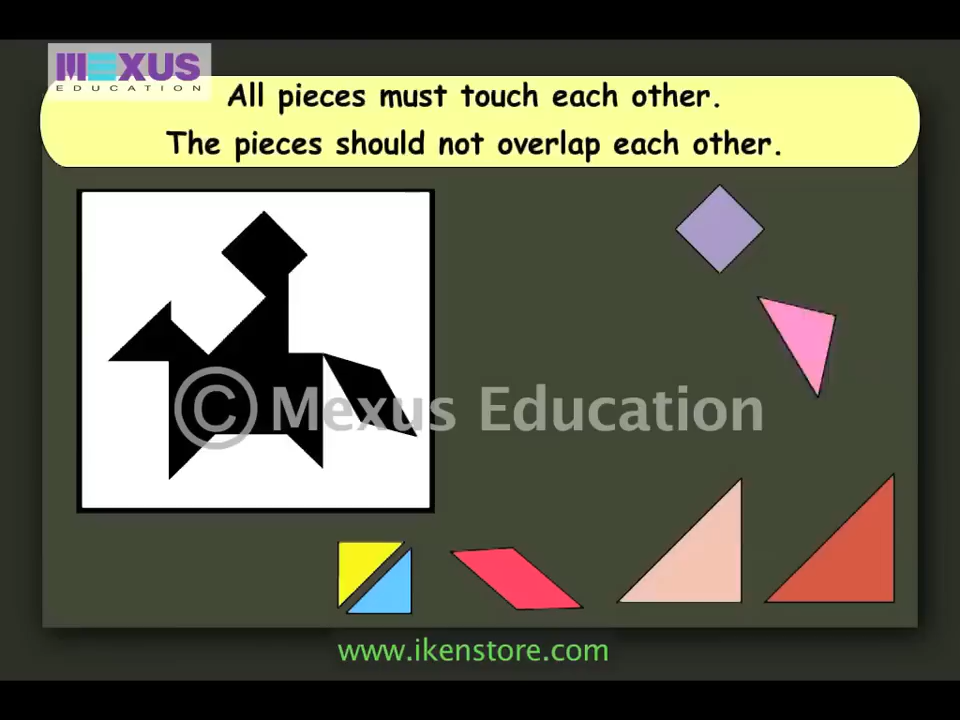 MEXUS
EDUCATION
All pieces must touch each other.
The pieces should not overlap each other.
© Mexus Education
www.ikenstore.com